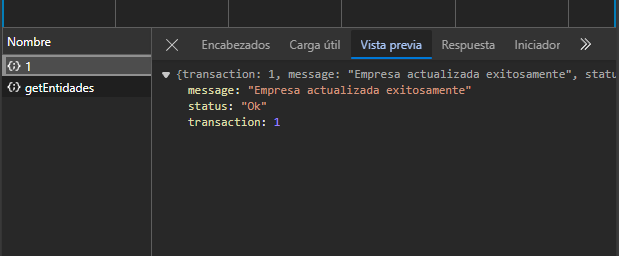 Nombre
Encabezados Carga útil Vista previa Respuesta Iniciador
{;} 1
{;} getEntidades
{transaction: 1, message: "Empresa actualizada exitosamente", statu
message: "Empresa actualizada exitosamente"
status: "Ok"
transaction: 1